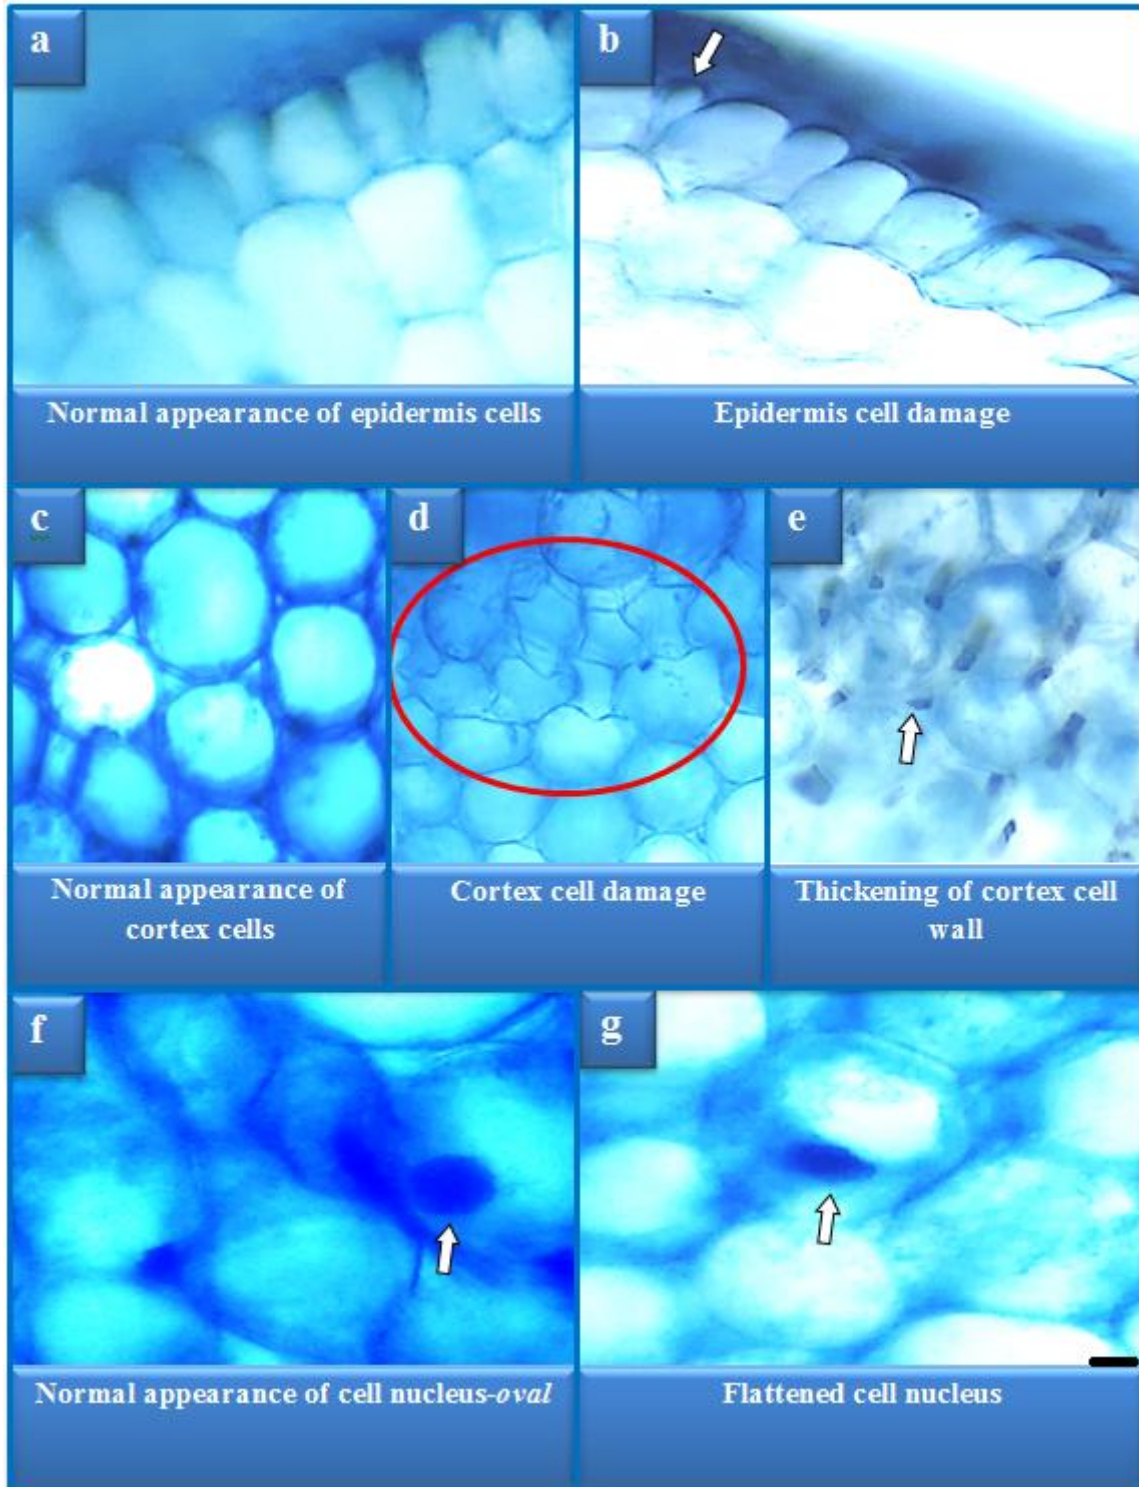 a
b
Normal appearance of epidermis cells
Epidermis cell damage
c
d
e
Normal appearance of
cortex cells
Cortex cell damage
Thickening of cortex cell
wall
f
g
Normal appearance of cell nucleus-oval
Flattened cell nucleus